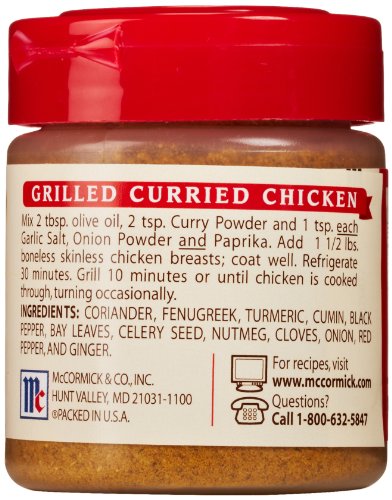 GRILLED CURRIED CHICKEN
Mix 2 tbsp. olive oil, 2 tsp. Curry Powder and 1 tsp. each
Garlic Salt, Onion Powder and Paprika. Add 1 1/2 lbs.
boneless skinless chicken breasts; coat well. Refrigerate
30 minutes. Grill 10 minutes or until chicken is cooked
through, turning occasionally.
INGREDIENTS: CORIANDER, FENUGREEK, TURMERIC, CUMIN, BLACK
PEPPER, BAY LEAVES, CELERY SEED, NUTMEG, CLOVES, ONION, RED
PEPPER, AND GINGER.
Mc
McCORMICK & CO., INC.
HUNT VALLEY, MD 21031-1100
®PACKED IN U.S.A.
For recipes, visit
www.mccormick.com
Questions?
Call 1-800-632-5847